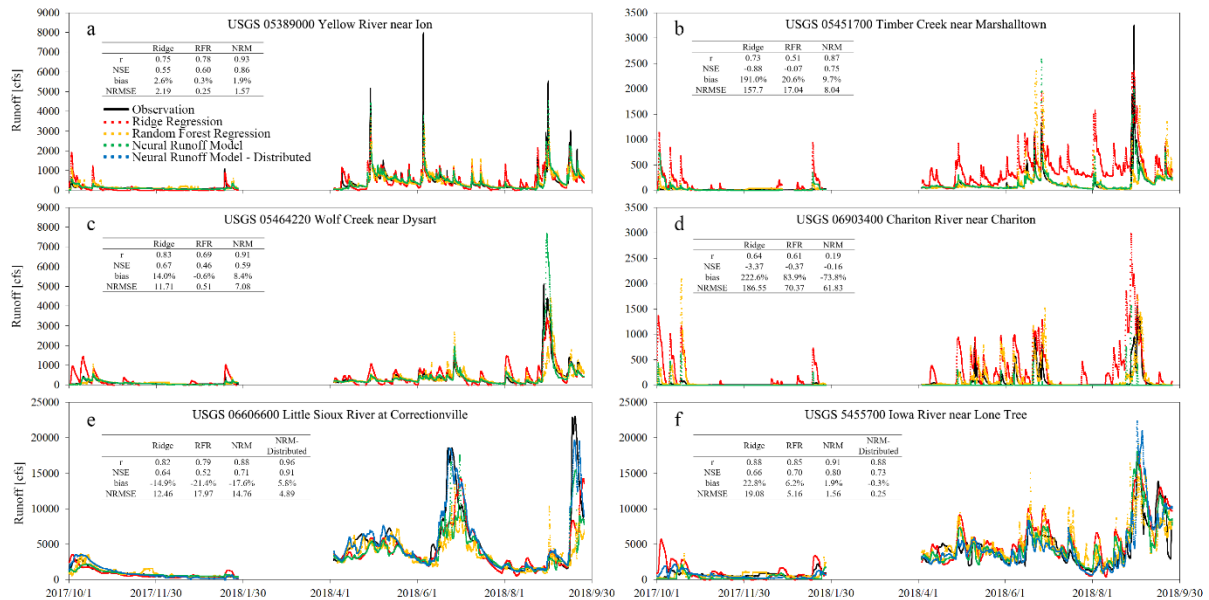 a USGS 05389000 Yellow River near Ion
Runoff [cfs]
9000
8000
7000
6000
5000
4000
3000
2000
1000
0
Ridge RFR NRM
r 0.75 0.78 0.93
NSE 0.55 0.60 0.86
bias 2.6% 0.3% 1.9%
NRMSE 2.19 0.25 1.57
Observation
Ridge Regression
Random Forest Regression
Neural Runoff Model
Neural Runoff Model - Distributed
b USGS 05451700 Timber Creek near Marshalltown
3500
3000
2500
2000
1500
1000
500
0
Ridge RFR NRM
r 0.73 0.51 0.87
NSE -0.88 -0.07 0.75
bias 191.0% 20.6% 9.7%
NRMSE 157.7 17.04 8.04
c USGS 05464220 Wolf Creek near Dysart
Runoff [cfs]
9000
8000
7000
6000
5000
4000
3000
2000
1000
0
Ridge RFR NRM
r 0.83 0.69 0.91
NSE 0.67 0.46 0.59
bias 14.0% -0.6% 8.4%
NRMSE 11.71 0.51 7.08
d USGS 06903400 Chariton River near Chariton
3500
3000
2500
2000
1500
1000
500
0
Ridge RFR NRM
r 0.64 0.61 0.19
NSE -3.37 -0.37 -0.16
bias 222.6% 83.9% -73.8%
NRMSE 186.55 70.37 61.83
e USGS 06606600 Little Sioux River at Correctionville
Runoff [cfs]
25000
20000
15000
10000
5000
0
Ridge RFR NRM NRM-
Distributed
r 0.82 0.79 0.88 0.96
NSE 0.64 0.52 0.71 0.91
bias -14.9% -21.4% -17.6% 5.8%
NRMSE 12.46 17.97 14.76 4.89
2017/10/1 2017/11/30 2018/4/1 2018/6/1 2018/8/1 2018/9/30
f USGS 5455700 Iowa River near Lone Tree
25000
20000
15000
10000
5000
0
Ridge RFR NRM NRM-
Distributed
r 0.88 0.85 0.91 0.88
NSE 0.66 0.70 0.80 0.73
bias 22.8% 6.2% 1.9% -0.3%
NRMSE 19.08 5.16 1.56 0.25
2017/10/1 2017/11/30 2018/4/1 2018/6/1 2018/8/1 2018/9/30